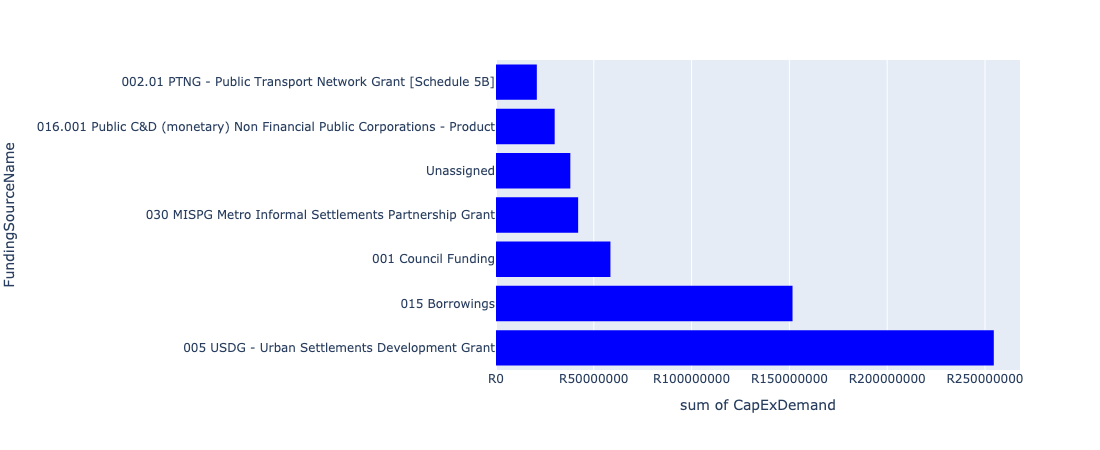 FundingSourceName
002.01 PTNG - Public Transport Network Grant [Schedule 5B]
016.001 Public C&D (monetary) Non Financial Public Corporations - Product
Unassigned
030 MISPG Metro Informal Settlements Partnership Grant
001 Council Funding
015 Borrowings
005 USDG - Urban Settlements Development Grant
R0 R50000000 R100000000 R150000000 R200000000 R250000000
sum of CapExDemand